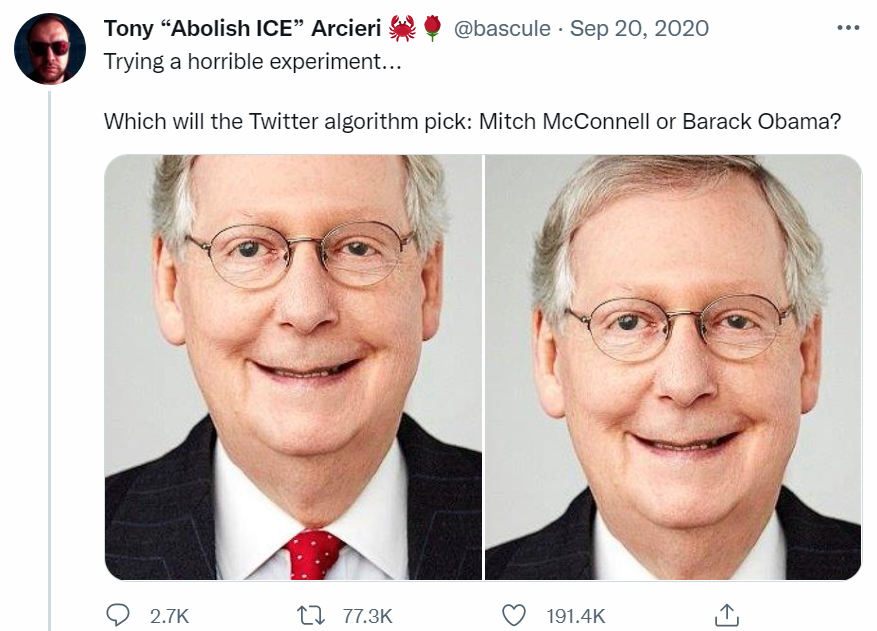 Tony “Abolish ICE” Arcieri 🦀🌹 @bascule · Sep 20, 2020
Trying a horrible experiment...
Which will the Twitter algorithm pick: Mitch McConnell or Barack Obama?
2.7K 77.3K 191.4K